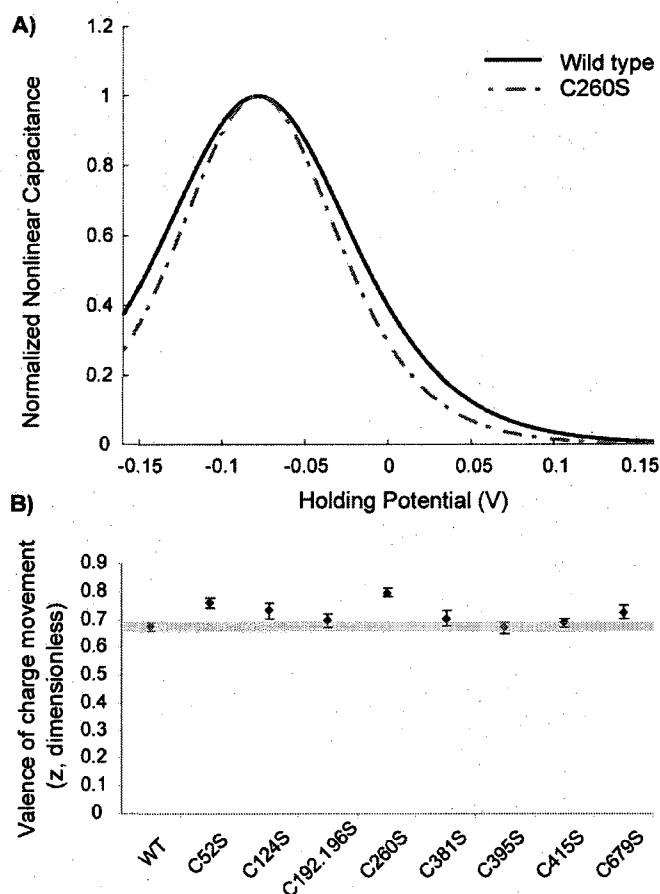 A)
1.2
1
0.8
0.6
0.4
0.2
0
Normalized Nonlinear Capacitance
Wild type
C260S
-0.15 -0.1 -0.05 0 0.05 0.1 0.15
Holding Potential (V)
B)
0.9
0.8
0.7
0.6
0.5
0.4
0.3
0.2
0.1
0
Valence of charge movement
(z, dimensionless)
WT C52S C124S C192.196S C260S C381S C395S C415S C679S